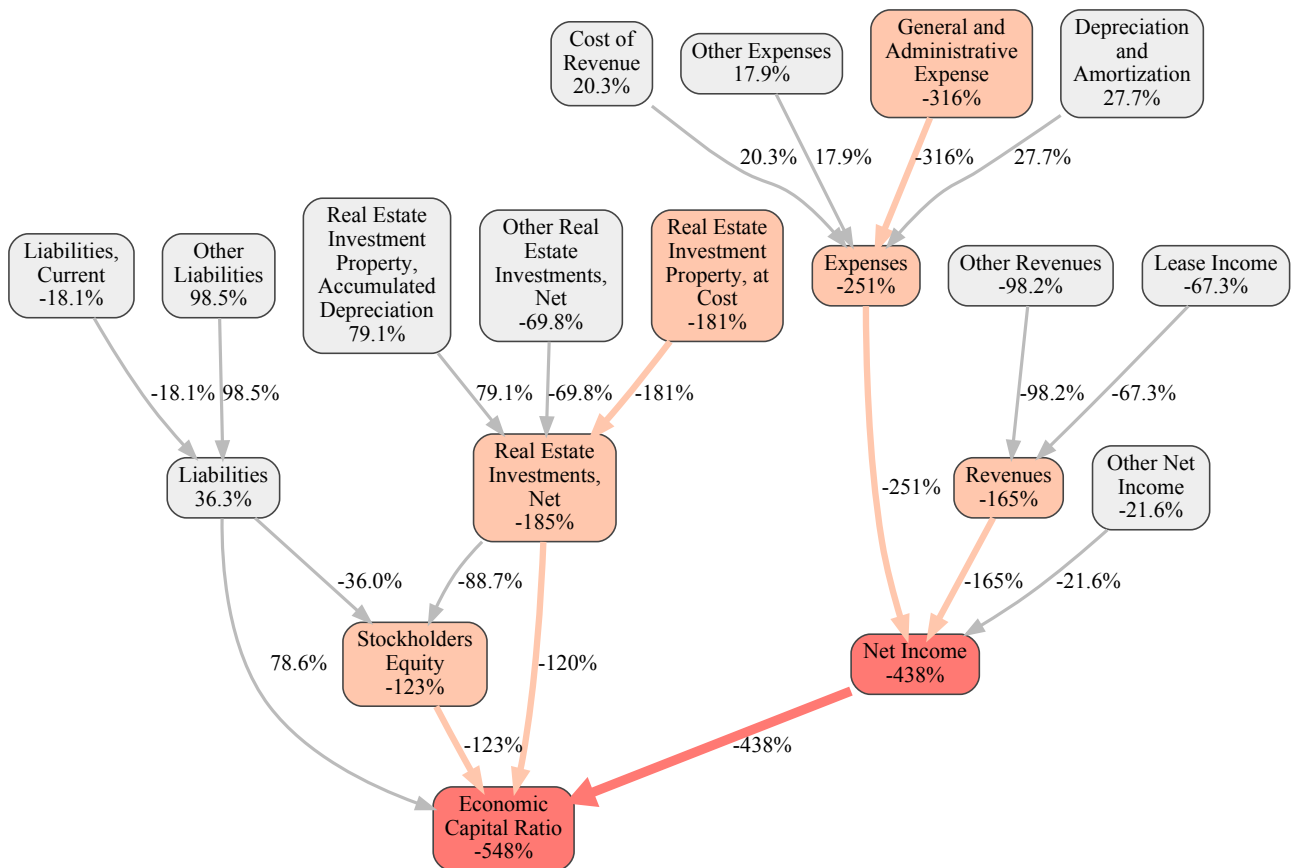 Cost of
Revenue
20.3%
Other Expenses
17.9%
General and
Administrative
Expense
-316%
Depreciation
and
Amortization
27.7%
20.3%
17.9%
-316%
27.7%
Liabilities,
Current
-18.1%
Other
Liabilities
98.5%
Real Estate
Investment
Property,
Accumulated
Depreciation
79.1%
Other Real
Estate
Investments,
Net
-69.8%
Real Estate
Investment
Property, at
Cost
-181%
Expenses
-251%
Other Revenues
-98.2%
Lease Income
-67.3%
-18.1%
98.5%
79.1%
-69.8%
-181%
-98.2%
-67.3%
Liabilities
36.3%
Real Estate
Investments,
Net
-185%
-251%
Revenues
-165%
Other Net
Income
-21.6%
-36.0%
-88.7%
-165%
-21.6%
78.6%
Stockholders
Equity
-123%
-120%
Net Income
-438%
-123%
-438%
Economic
Capital Ratio
-548%